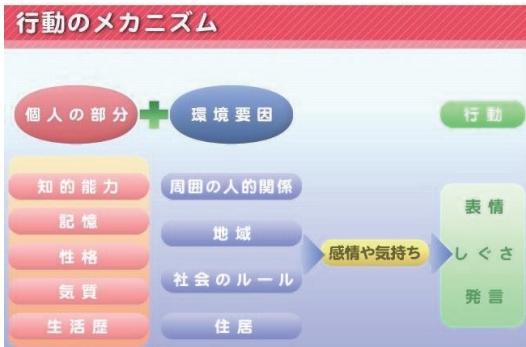 行動のメカニズム
個人の部分
環境要因
行動
知的能力
記憶
性格
気質
生活歴
周囲の人的関係
地域
社会のルール
住居
感情や気持ち
表情
しぐさ
発言